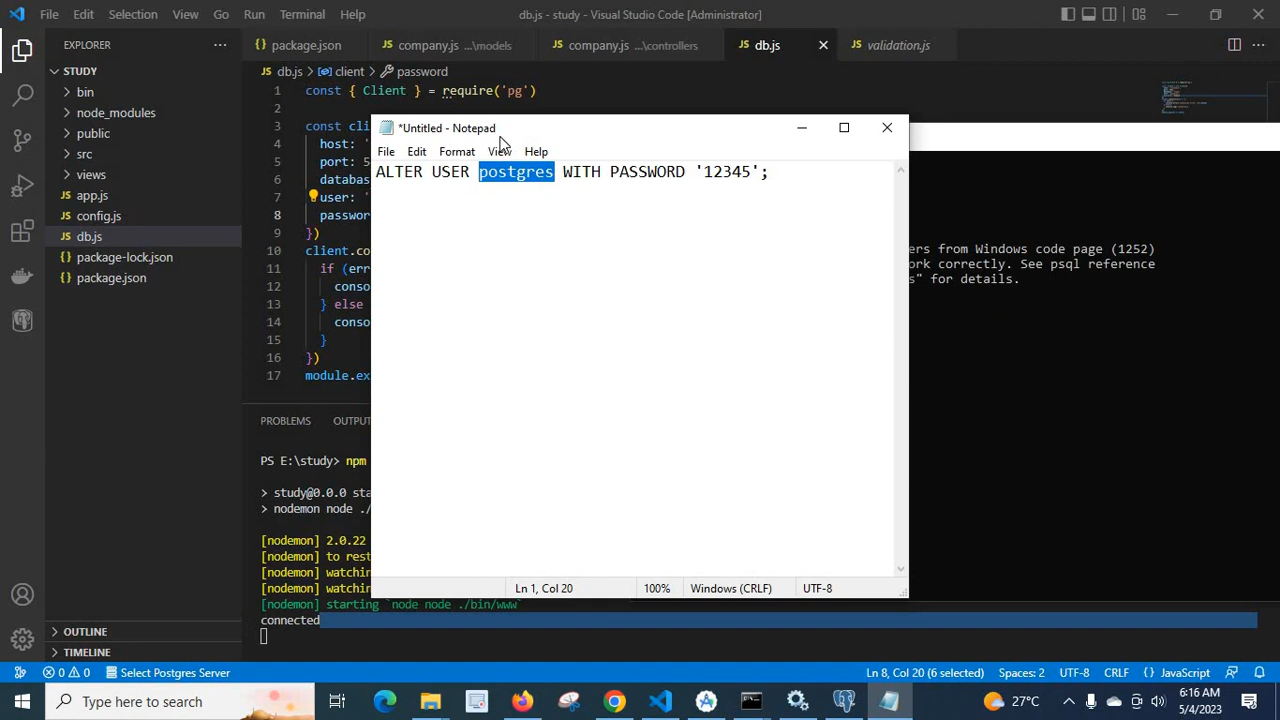 File Edit Selection View Go Run Terminal Help
db.js - study - Visual Studio Code [Administrator]
EXPLORER
package.json
company.js ...\models
company.js ...\controllers
db.js
validation.js
STUDY
bin
node_modules
public
src
views
app.js
config.js
db.js
package-lock.json
package.json
OUTLINE
TIMELINE
db.js > client > password
1 const { Client } = require('pg')
2
3 const cli
4 host: '
5 port: 5
6 databas
7 user: '
8 passwor
9 })
10 client.co
11 if (err
12 conso
13 } else
14 conso
15 }
16 })
17 module.ex
*Untitled - Notepad
File Edit Format View Help
ALTER USER postgres WITH PASSWORD '12345';
Ln 1, Col 20 100% Windows (CRLF) UTF-8
ers from Windows code page (1252)
rk correctly. See psql reference
s" for details.
PROBLEMS OUTPU
PS E:\study> npm
> study@0.0.0 sta
> nodemon node ./
[nodemon] 2.0.22
[nodemon] to rest
[nodemon] watchin
[nodemon] watchin
[nodemon] starting `node node ./bin/www`
connected
0 0 Select Postgres Server
Ln 8, Col 20 (6 selected) Spaces: 2 UTF-8 CRLF {} JavaScript
Type here to search
27°C
6:16 AM
5/4/2023